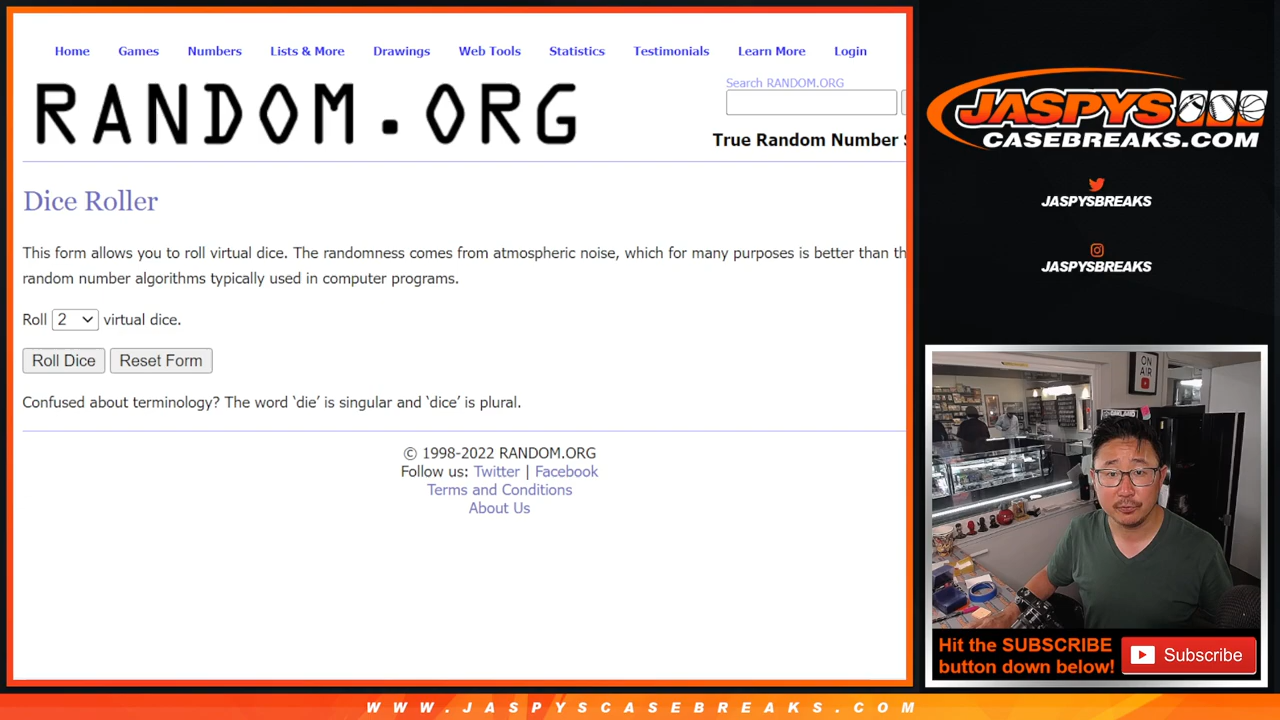 Home Games Numbers Lists & More Drawings Web Tools Statistics Testimonials Learn More Login
RANDOM.ORG
Search RANDOM.ORG
True Random Number S
Dice Roller
This form allows you to roll virtual dice. The randomness comes from atmospheric noise, which for many purposes is better than th
random number algorithms typically used in computer programs.
Roll 2 virtual dice.
Roll Dice Reset Form
Confused about terminology? The word ‘die’ is singular and ‘dice’ is plural.
© 1998-2022 RANDOM.ORG
Follow us: Twitter | Facebook
Terms and Conditions
About Us
JASPYS
CASEBREAKS.COM
JASPYSBREAKS
JASPYSBREAKS
ON
AIR
Hit the SUBSCRIBE
button down below!
Subscribe
WWW.JASPYSCASEBREAKS.COM